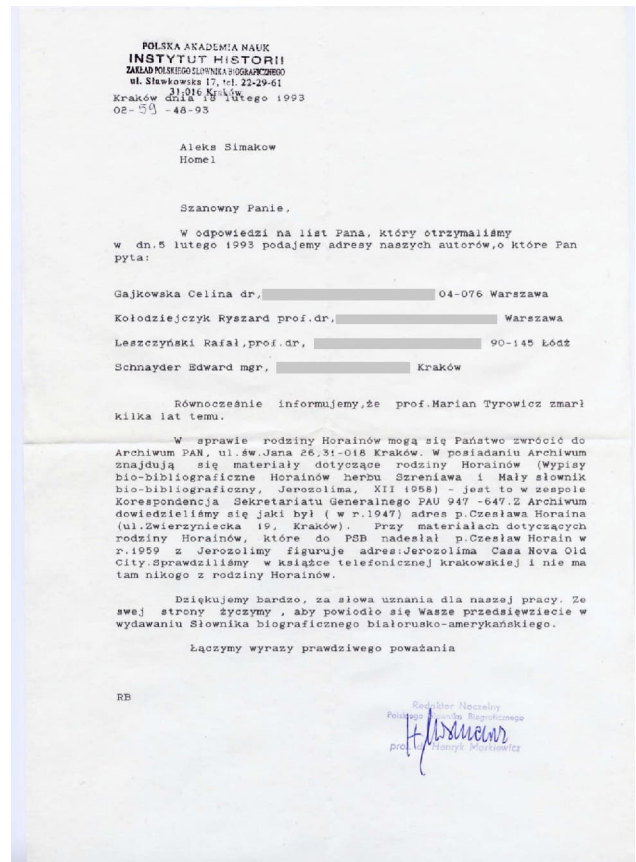 POLSKA AKADEMIA NAUK
INSTYTUT HISTORII
ZAKŁAD POLSKIEGO SŁOWNIKA BIOGRAFICZNEGO
ul. Sławkowska 17, tel. 22-29-61
31-016 Kraków
Kraków dnia 18 lutego 1993
02- 59 -48-93
Aleks Simakow
Homel
Szanowny Panie,
W odpowiedzi na list Pana, który otrzymaliśmy
w dn.5 lutego 1993 podajemy adresy naszych autorów,o które Pan
pyta:
Gajkowska Celina dr, 04-076 Warszawa
Kołodziejczyk Ryszard prof.dr, Warszawa
Leszczyński Rafał,prof.dr, 90-145 Łódź
Schnayder Edward mgr, Kraków
Równocześnie informujemy,że prof.Marian Tyrowicz zmarł
kilka lat temu.
W sprawie rodziny Horainów mogą się Państwo zwrócić do
Archiwum PAN, ul.św.Jana 26,31-018 Kraków. W posiadaniu Archiwum
znajdują się materiały dotyczące rodziny Horainów (Wypisy
bio-bibliograficzne Horainów herbu Szreniawa i Mały słownik
bio-bibliograficzny, Jerozolima, XII 1958) - jest to w zespole
Korespondencja Sekretariatu Generalnego PAU 947 -647.Z Archiwum
dowiedzieliśmy się jaki był ( w r.1947) adres p.Czesława Horaina
(ul.Zwierzyniecka 19, Kraków). Przy materiałach dotyczących
rodziny Horainów, które do PSB nadesłał p.Czesław Horain w
r.1959 z Jerozolimy figuruje adres:Jerozolima Casa Nova Old
City.Sprawdziliśmy w książce telefonicznej krakowskiej i nie ma
tam nikogo z rodziny Horainów.
Dziękujemy bardzo, za słowa uznania dla naszej pracy. Ze
swej strony życzymy , aby powiodło się Wasze przedsięwziecie w
wydawaniu Słownika biograficznego białorusko-amerykańskiego.
Łączymy wyrazy prawdziwego poważania
RB
Redaktor Naczelny
Polskiego Słownika Biograficznego
prof. dr Henryk Markiewicz